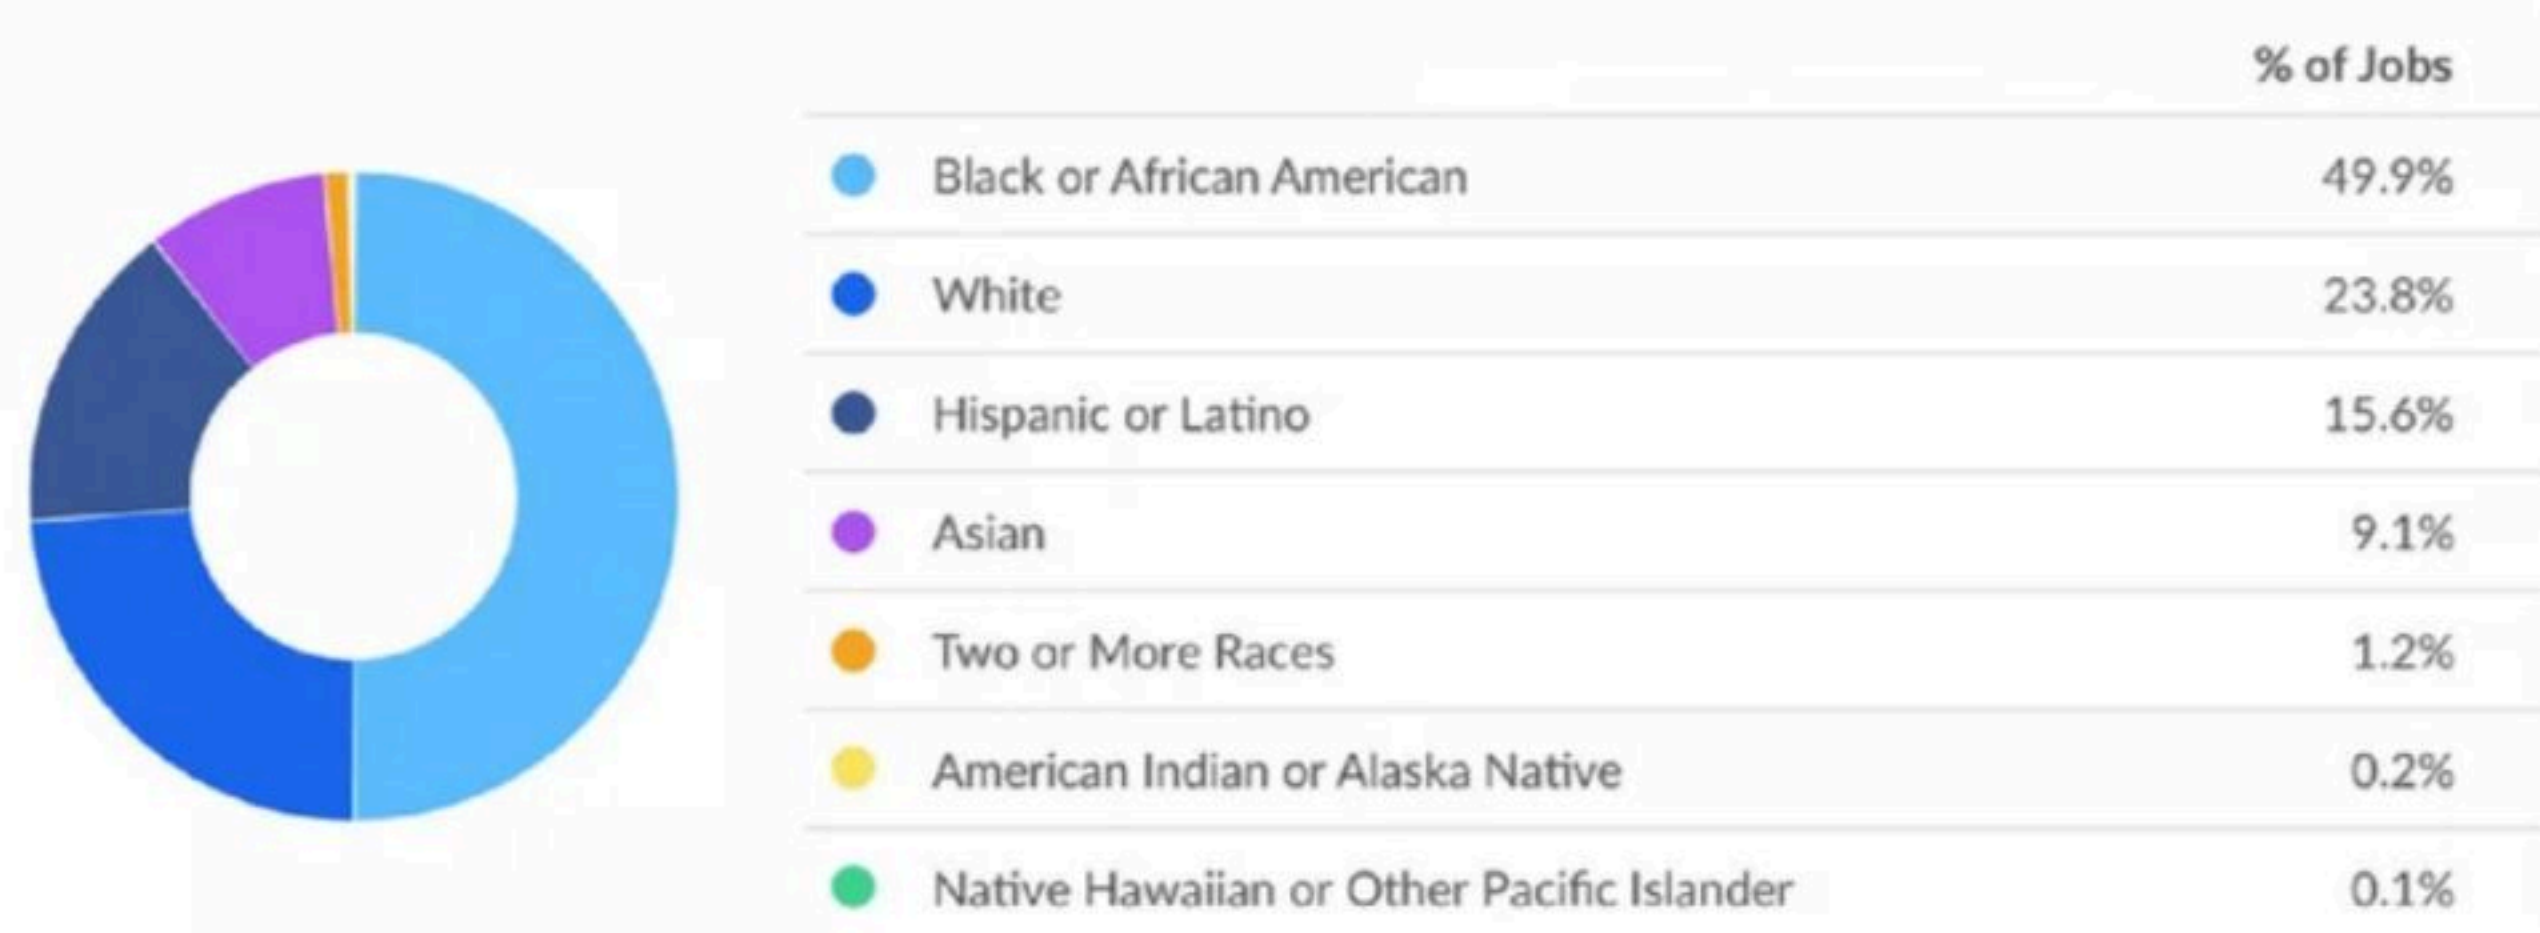 % of Jobs
Black or African American 49.9%
White 23.8%
Hispanic or Latino 15.6%
Asian 9.1%
Two or More Races 1.2%
American Indian or Alaska Native 0.2%
Native Hawaiian or Other Pacific Islander 0.1%